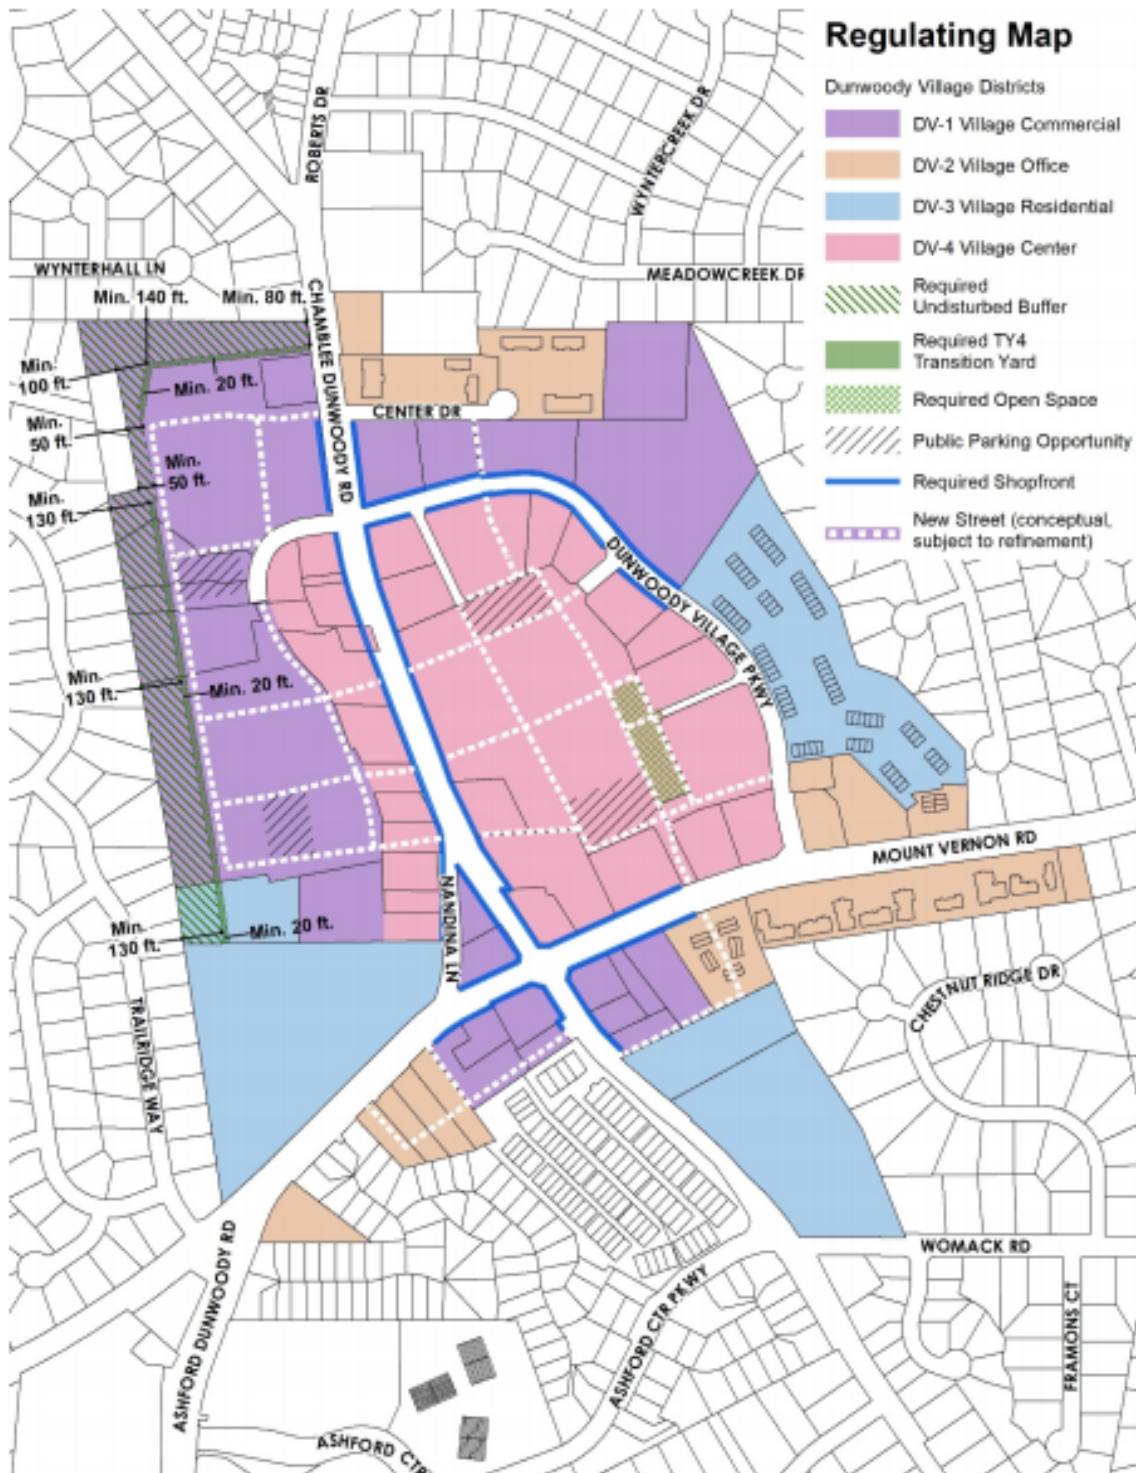 Regulating Map
Dunwoody Village Districts
DV-1 Village Commercial
DV-2 Village Office
DV-3 Village Residential
DV-4 Village Center
Required
Undisturbed Buffer
Required TY4
Transition Yard
Required Open Space
Public Parking Opportunity
Required Shopfront
New Street (conceptual,
subject to refinement)
ROBERTS DR
WYNTERCREEK DR
WYNTERHALL LN
MEADOWCREEK DR
Min. 140 ft.
Min. 80 ft.
CHAMBLEE DUNWOODY RD
Min.
100 ft.
Min. 20 ft.
CENTER DR
Min.
50 ft.
Min.
50 ft.
Min.
130 ft.
DUNWOODY VILLAGE PKWY
Min.
130 ft.
Min. 20 ft.
MOUNT VERNON RD
NANDINA LN
Min.
130 ft.
Min. 20 ft.
CHESTNUT RIDGE DR
TRAILRIDGE WAY
ASHFORD DUNWOODY RD
WOMACK RD
ASHFORD CTR PKWY
FRAMONS CT
ASHFORD CTR